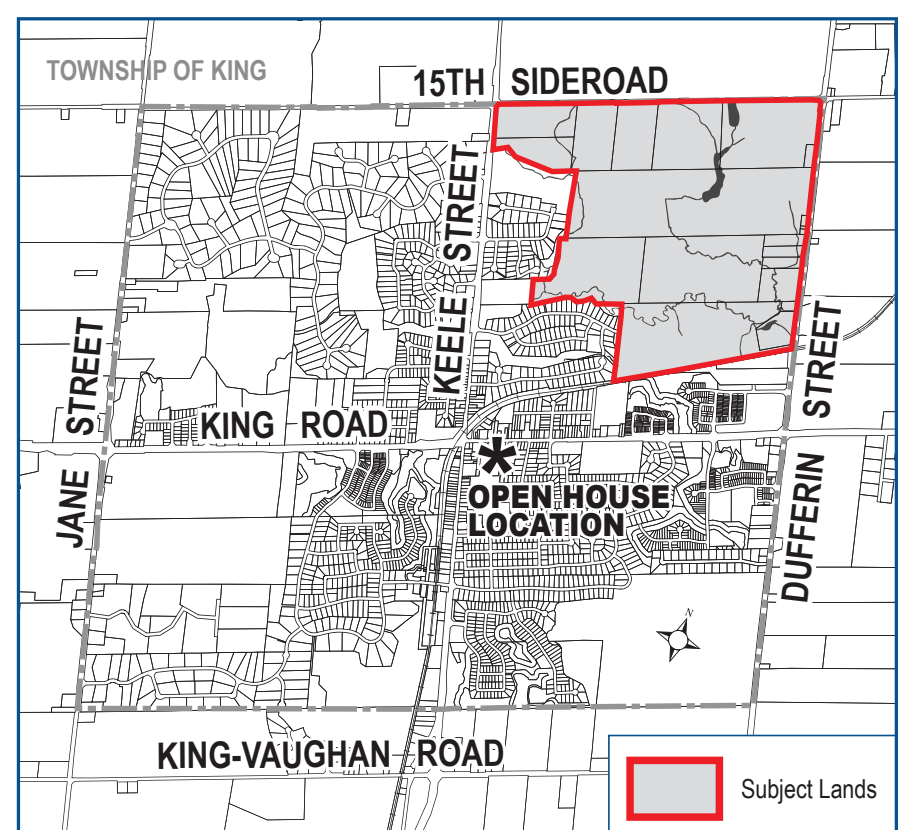 TOWNSHIP OF KING
15TH SIDEROAD
KEELE STREET
JANE STREET
KING ROAD
DUFFERIN STREET
OPEN HOUSE
LOCATION
N
KING-VAUGHAN ROAD
Subject Lands